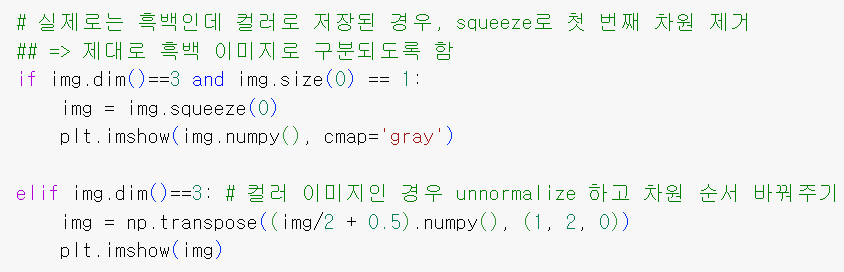 # 실제로는 흑백인데 컬러로 저장된 경우, squeeze로 첫 번째 차원 제거
## => 제대로 흑백 이미지로 구분되도록 함
if img.dim()==3 and img.size(0) == 1:
    img = img.squeeze(0)
    plt.imshow(img.numpy(), cmap='gray')

elif img.dim()==3: # 컬러 이미지인 경우 unnormalize 하고 차원 순서 바꿔주기
    img = np.transpose((img/2 + 0.5).numpy(), (1, 2, 0))
    plt.imshow(img)